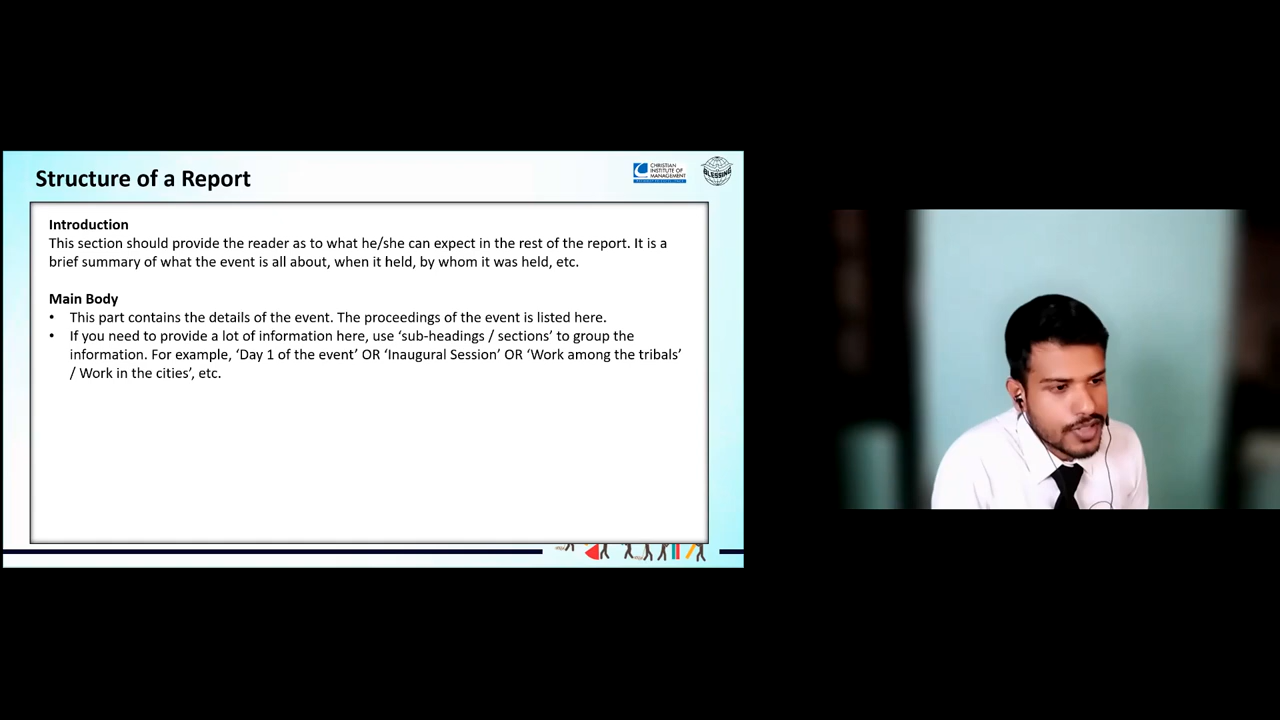 Structure of a Report
CHRISTIAN
INSTITUTE OF
MANAGEMENT
BLESSING
Introduction
This section should provide the reader as to what he/she can expect in the rest of the report. It is a
brief summary of what the event is all about, when it held, by whom it was held, etc.
Main Body
• This part contains the details of the event. The proceedings of the event is listed here.
• If you need to provide a lot of information here, use ‘sub-headings / sections’ to group the
information. For example, ‘Day 1 of the event’ OR ‘Inaugural Session’ OR ‘Work among the tribals’
/ Work in the cities’, etc.